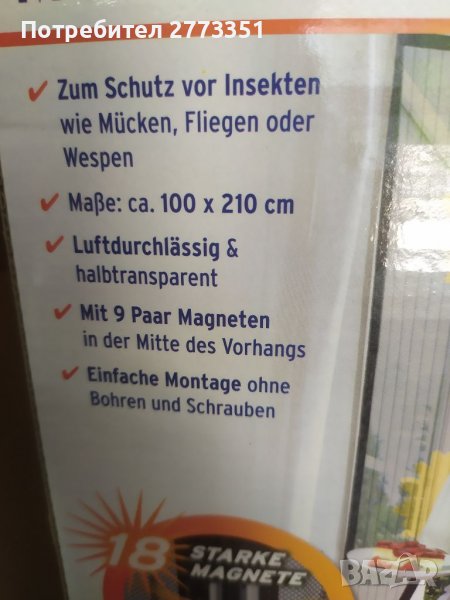 Потребител 2773351
✔ Zum Schutz vor Insekten
wie Mücken, Fliegen oder
Wespen
✔ Maße: ca. 100 x 210 cm
✔ Luftdurchlässig &
halbtransparent
✔ Mit 9 Paar Magneten
in der Mitte des Vorhangs
✔ Einfache Montage ohne
Bohren und Schrauben
18 STARKE
MAGNETE
BAZAR